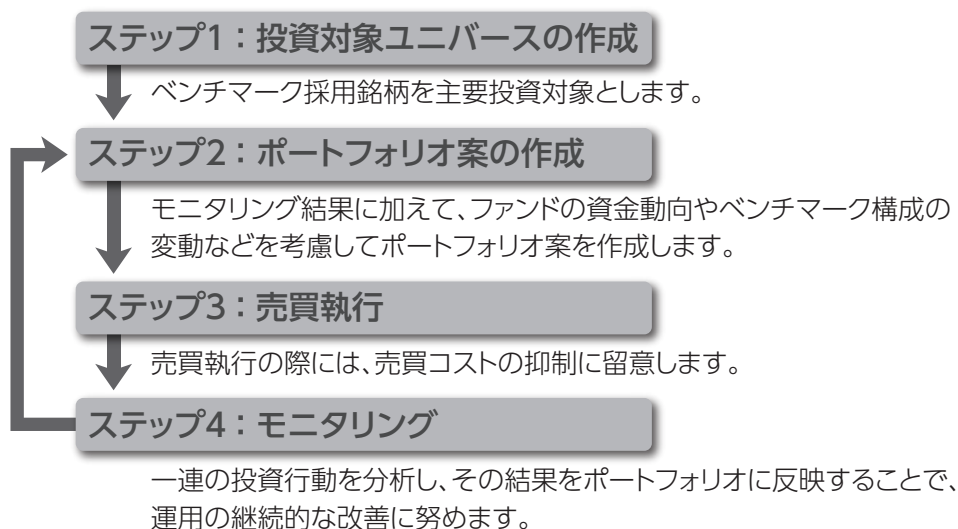 ステップ1：投資対象ユニバースの作成
ベンチマーク採用銘柄を主要投資対象とします。
ステップ2：ポートフォリオ案の作成
モニタリング結果に加えて、ファンドの資金動向やベンチマーク構成の
変動などを考慮してポートフォリオ案を作成します。
ステップ3：売買執行
売買執行の際には、売買コストの抑制に留意します。
ステップ4：モニタリング
一連の投資行動を分析し、その結果をポートフォリオに反映することで、
運用の継続的な改善に努めます。